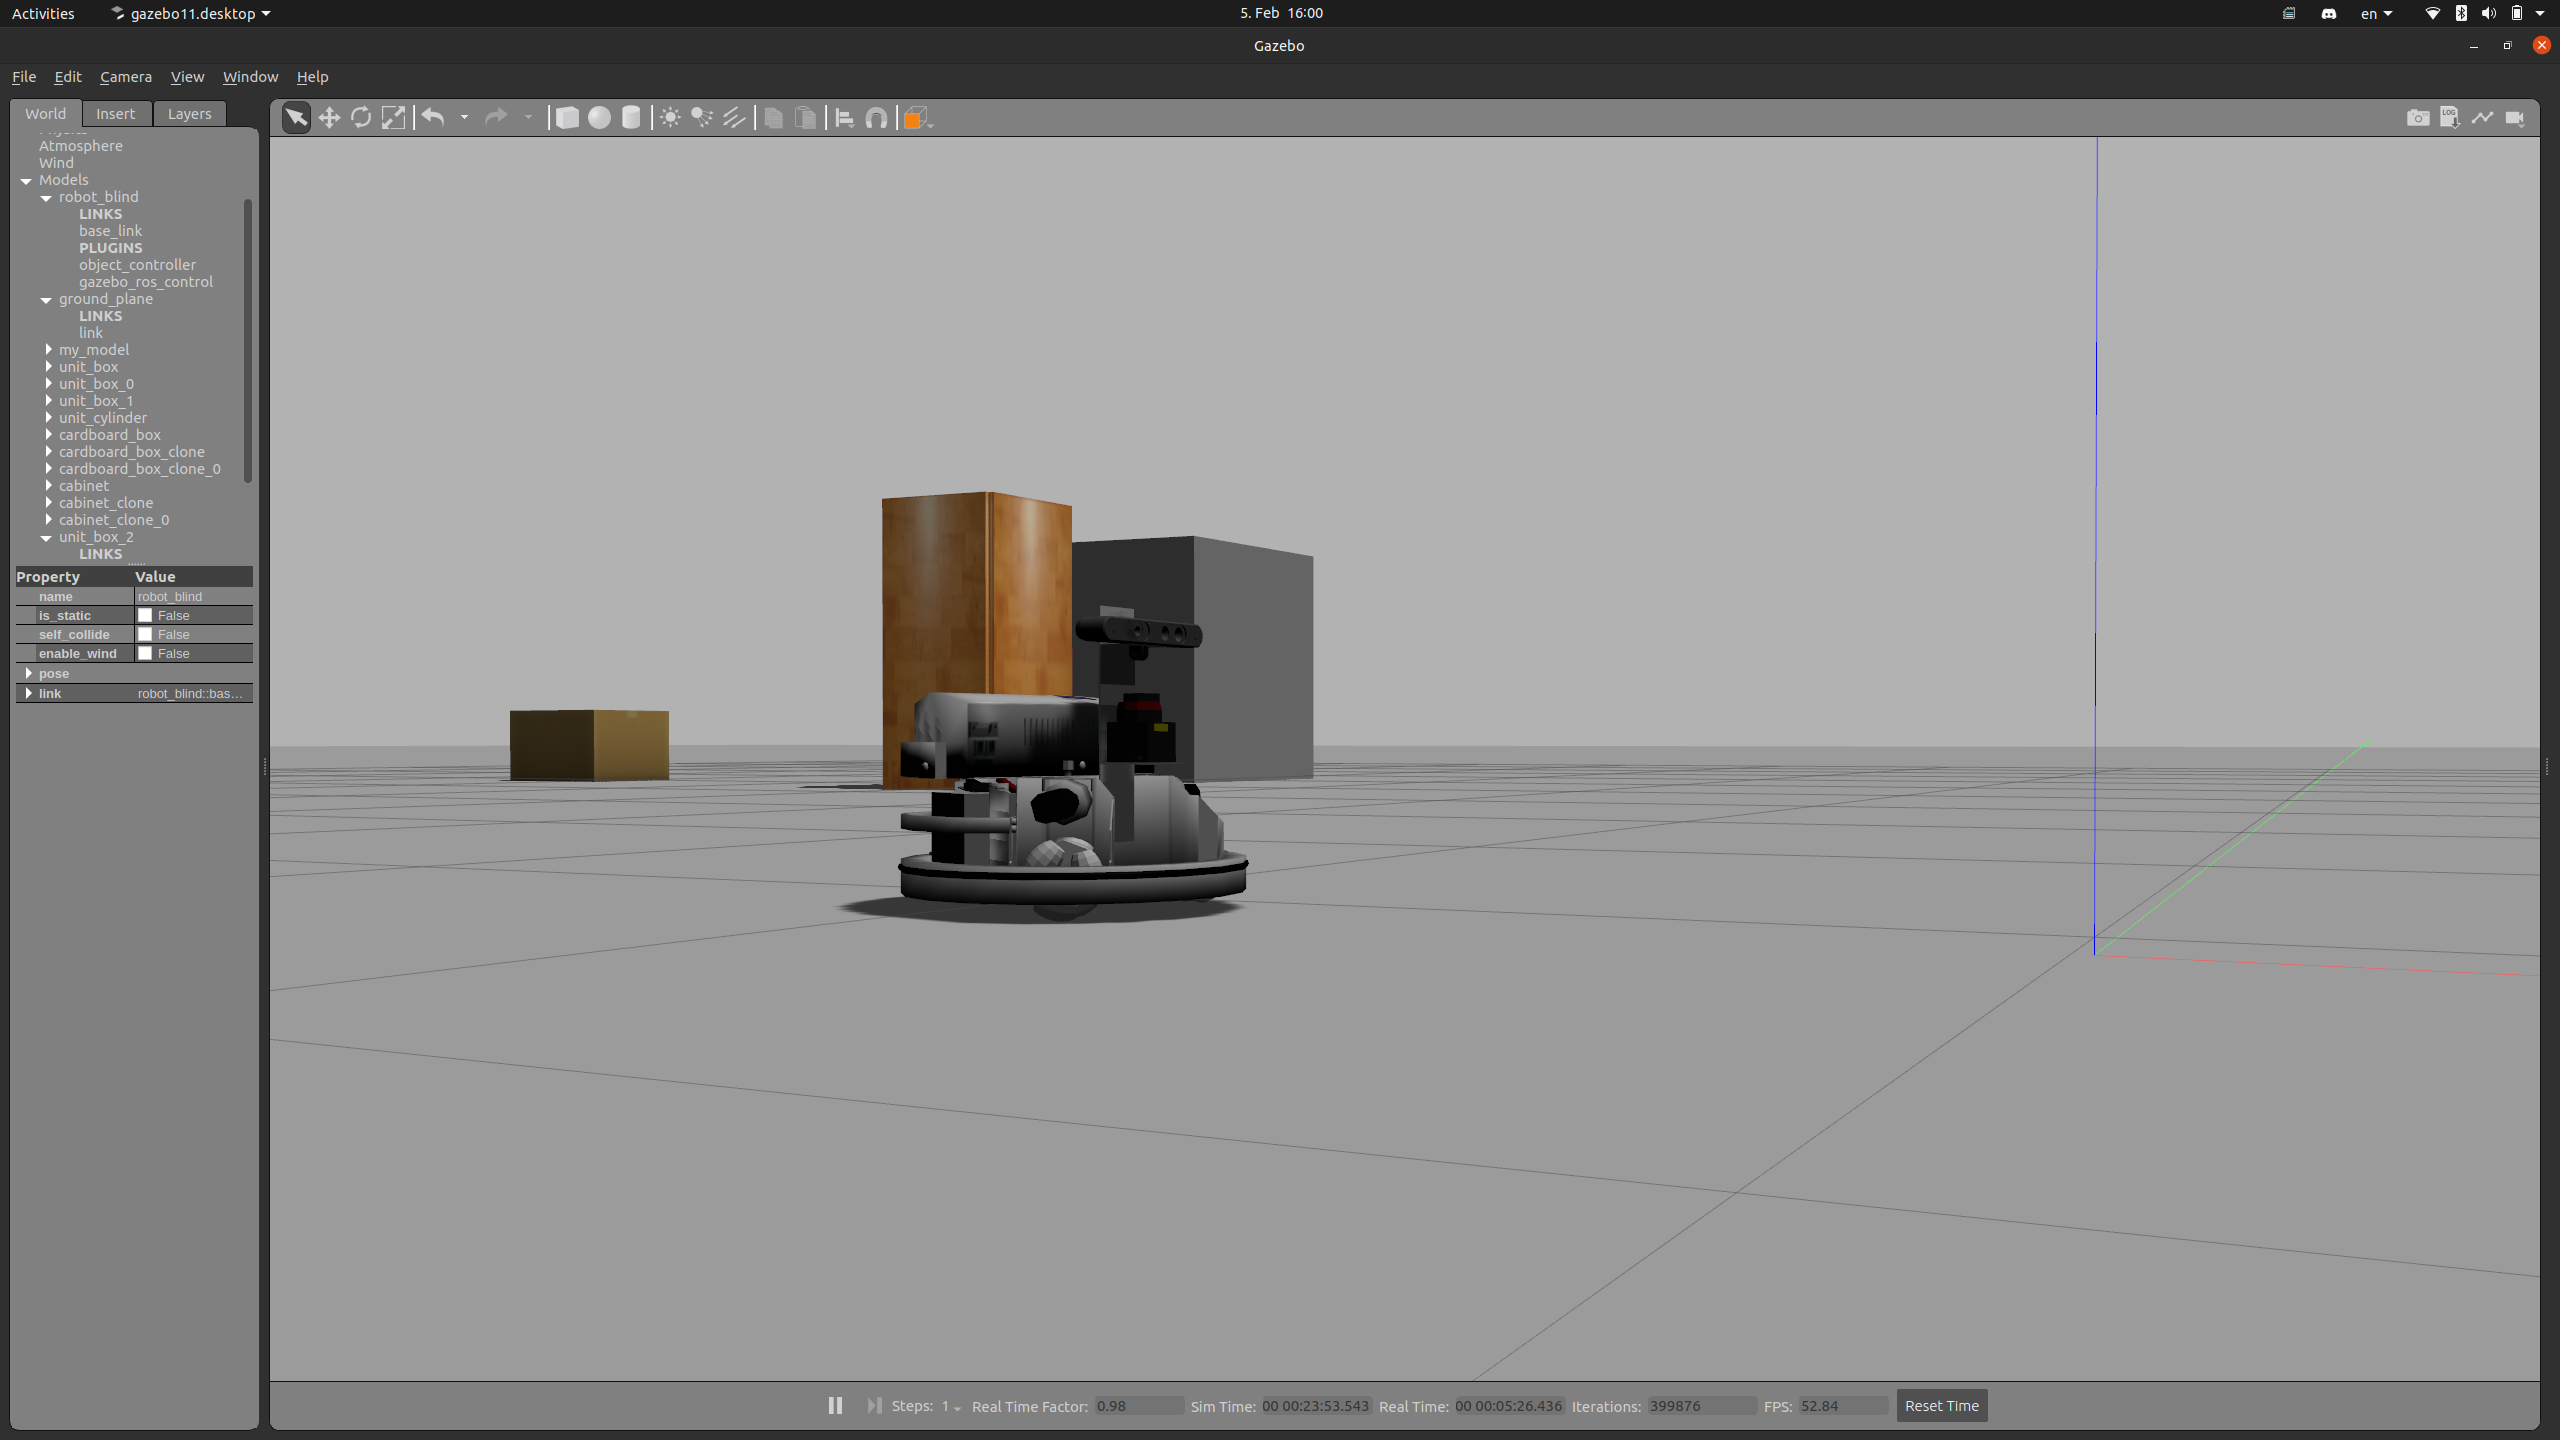 Activities gazebo11.desktop 5. Feb 16:00 en
Gazebo
File Edit Camera View Window Help
World Insert Layers
LOG
Atmosphere
Wind
Models
robot_blind
LINKS
base_link
PLUGINS
object_controller
gazebo_ros_control
ground_plane
LINKS
link
my_model
unit_box
unit_box_0
unit_box_1
unit_cylinder
cardboard_box
cardboard_box_clone
cardboard_box_clone_0
cabinet
cabinet_clone
cabinet_clone_0
unit_box_2
LINKS
Property Value
name robot_blind
is_static False
self_collide False
enable_wind False
pose
link robot_blind::bas...
Steps: 1 Real Time Factor: 0.98 Sim Time: 00 00:23:53.543 Real Time: 00 00:05:26.436 Iterations: 399876 FPS: 52.84 Reset Time